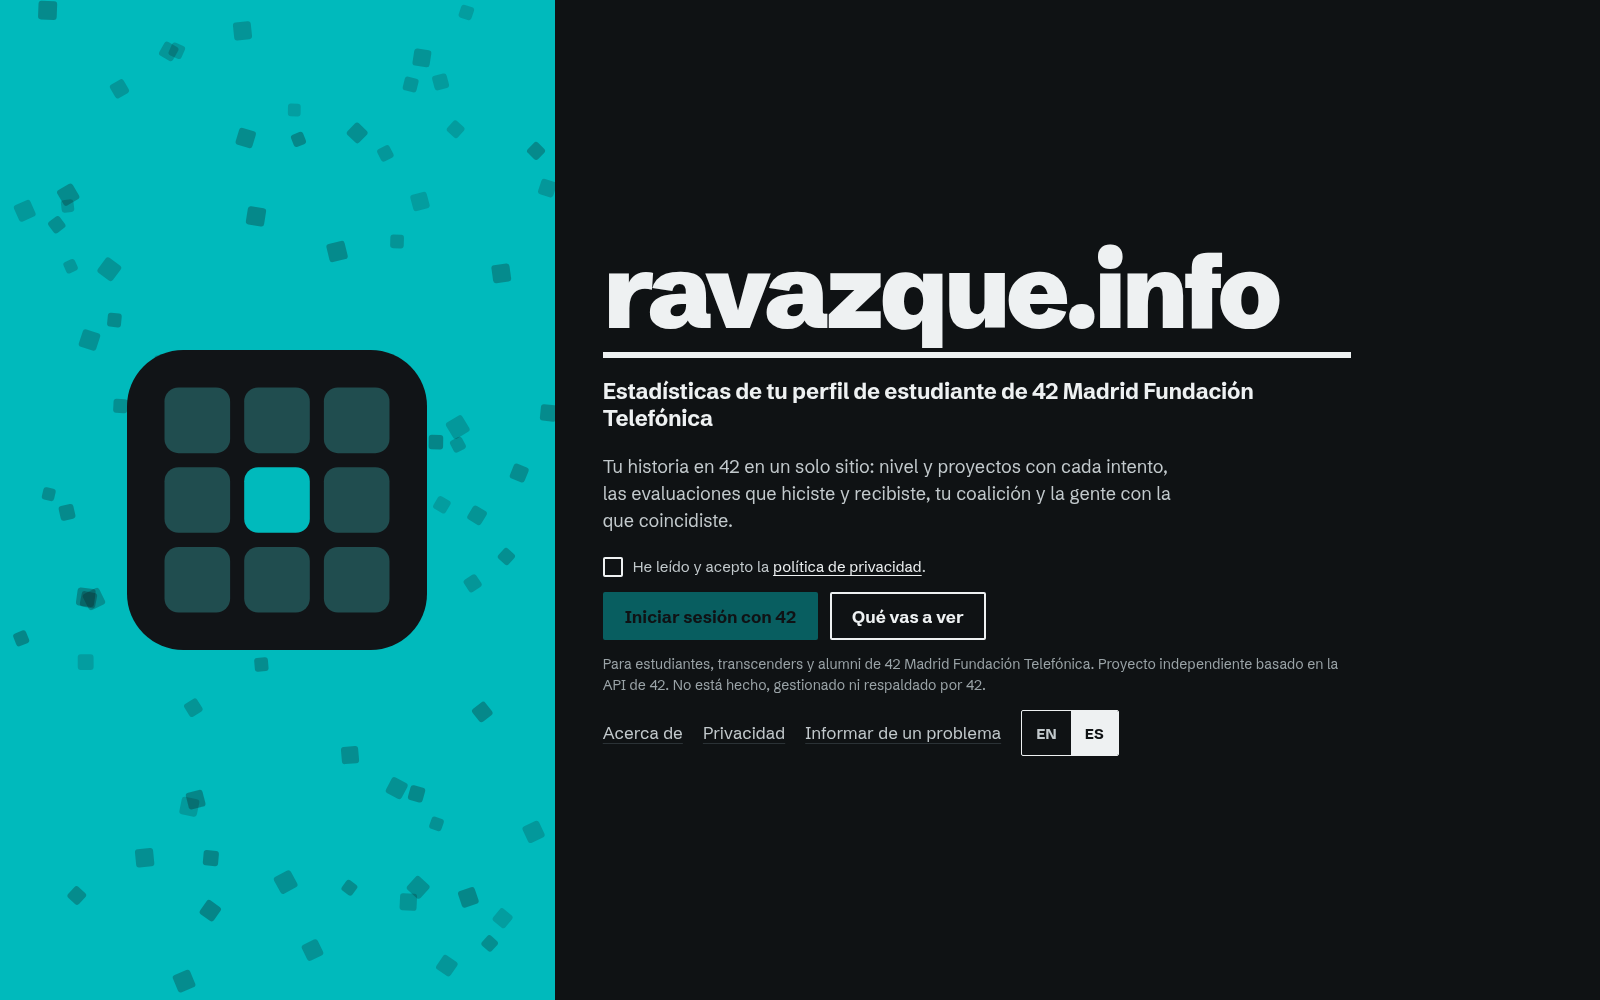 ravazque.info
Estadísticas de tu perfil de estudiante de 42 Madrid Fundación
Telefónica
Tu historia en 42 en un solo sitio: nivel y proyectos con cada intento,
las evaluaciones que hiciste y recibiste, tu coalición y la gente con la
que coincidiste.
He leído y acepto la política de privacidad.
Iniciar sesión con 42
Qué vas a ver
Para estudiantes, transcenders y alumni de 42 Madrid Fundación Telefónica. Proyecto independiente basado en la
API de 42. No está hecho, gestionado ni respaldado por 42.
Acerca de Privacidad Informar de un problema EN ES